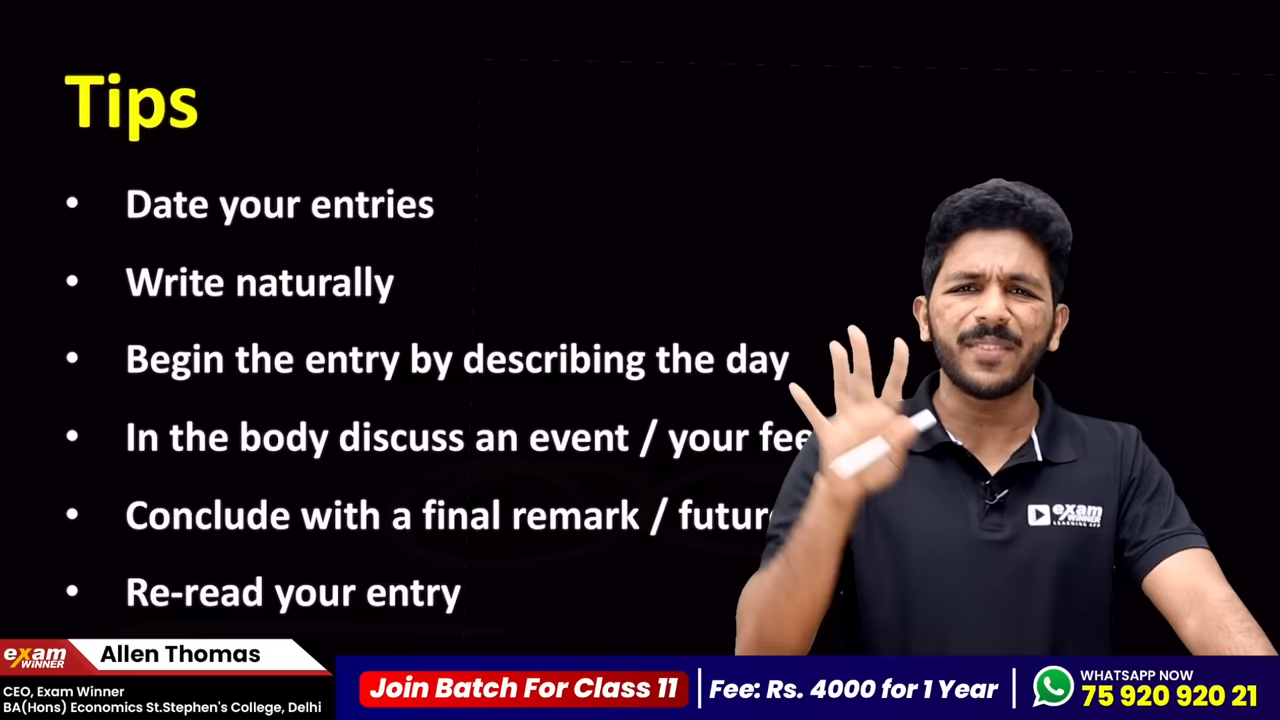 Tips
• Date your entries
• Write naturally
• Begin the entry by describing the day
• In the body discuss an event / your
• Conclude with a final remark /
• Re-read your entry
exam
WINNER
LEARNING APP
exam
WINNER
Allen Thomas
CEO, Exam Winner
BA(Hons) Economics St.Stephen's College, Delhi
Join Batch For Class 11
Fee: Rs. 4000 for 1 Year
WHATSAPP NOW
75 920 920 21